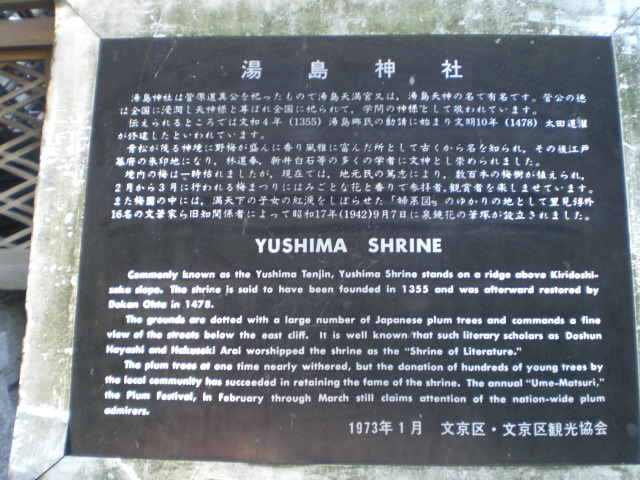 湯島神社
湯島神社は菅原道真公を祀ったもので湯島天満宮又は，湯島天神の名で有名です。菅公の徳
は全国に浸潤し天神様と尊ばれ全国に祀られて，学問の神様として敬われています。
伝えられるところでは文和4年（1355）湯島郷民の勧請に始まり文明10年（1478）太田道灌
が修建したといわれています。
青松が茂る神境に野梅が盛んに香り風雅に富んだ所として古くから名を知られ，その後江戸
幕府の朱印地になり，林道春，新井白石等の多くの学者に文神として崇められました。
境内の梅は一時枯れましたが，現在では，地元民の篤志により，数百本の梅樹が植えられ，
2月から3月に行われる梅まつりにはみごとな花と香りで参拝者，観賞者を楽しませています。
また梅園の中には，満天下の子女の紅涙をしぼらせた「婦系図」のゆかりの地として里見弴外
16名の文筆家ら旧知関係者によって昭和17年(1942)9月7日に泉鏡花の筆塚が設立されました。
YUSHIMA SHRINE
Commonly known as the Yushima Tenjin, Yushima Shrine stands on a ridge above Kiridoshi-
zaka slope. The shrine is said to have been founded in 1355 and was afterward restored by
Dokan Ohta in 1478.
The grounds are dotted with a large number of Japanese plum trees and commands a fine
view of the streets below the east cliff. It is well known that such literary scholars as Doshun
Hayashi and Hakuseki Arai worshipped the shrine as the "Shrine of Literature."
The plum trees at one time nearly withered, but the donation of hundreds of young trees by
the local community has succeeded in retaining the fame of the shrine. The annual "Ume-Matsuri,"
the Plum Festival, in February through March still claims attention of the nation-wide plum
admirers.
1973年1月 文京区・文京区観光協会